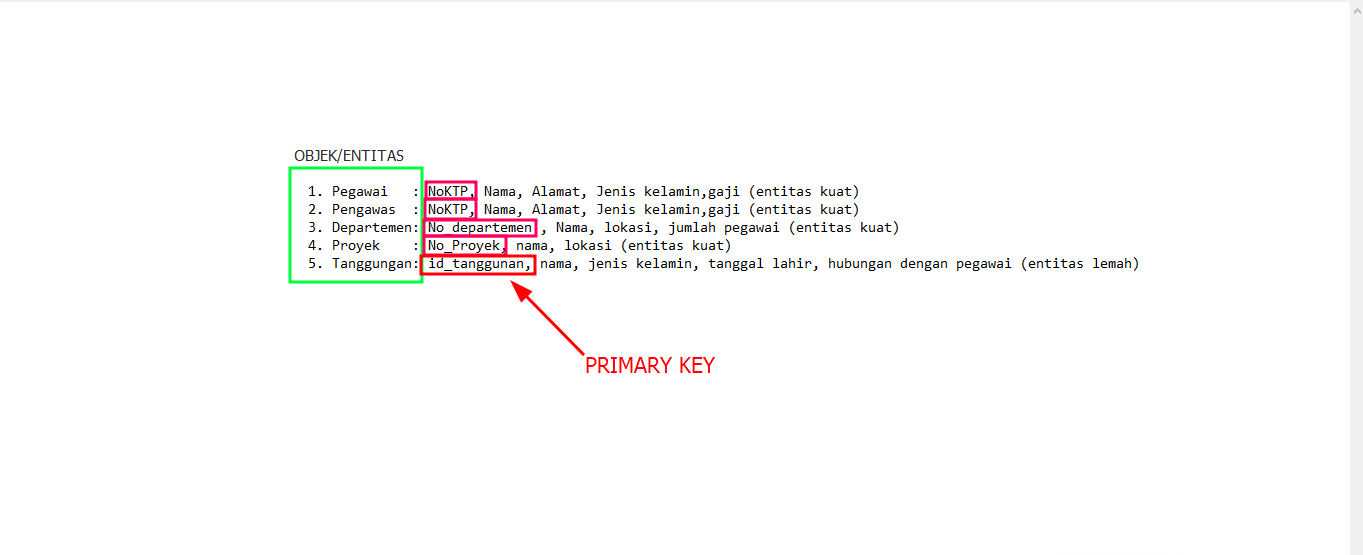 OBJEK/ENTITAS
1. Pegawai : NoKTP, Nama, Alamat, Jenis kelamin,gaji (entitas kuat)
2. Pengawas : NoKTP, Nama, Alamat, Jenis kelamin,gaji (entitas kuat)
3. Departemen: No_departemen , Nama, lokasi, jumlah pegawai (entitas kuat)
4. Proyek : No_Proyek, nama, lokasi (entitas kuat)
5. Tanggungan: id_tanggunan, nama, jenis kelamin, tanggal lahir, hubungan dengan pegawai (entitas lemah)
PRIMARY KEY